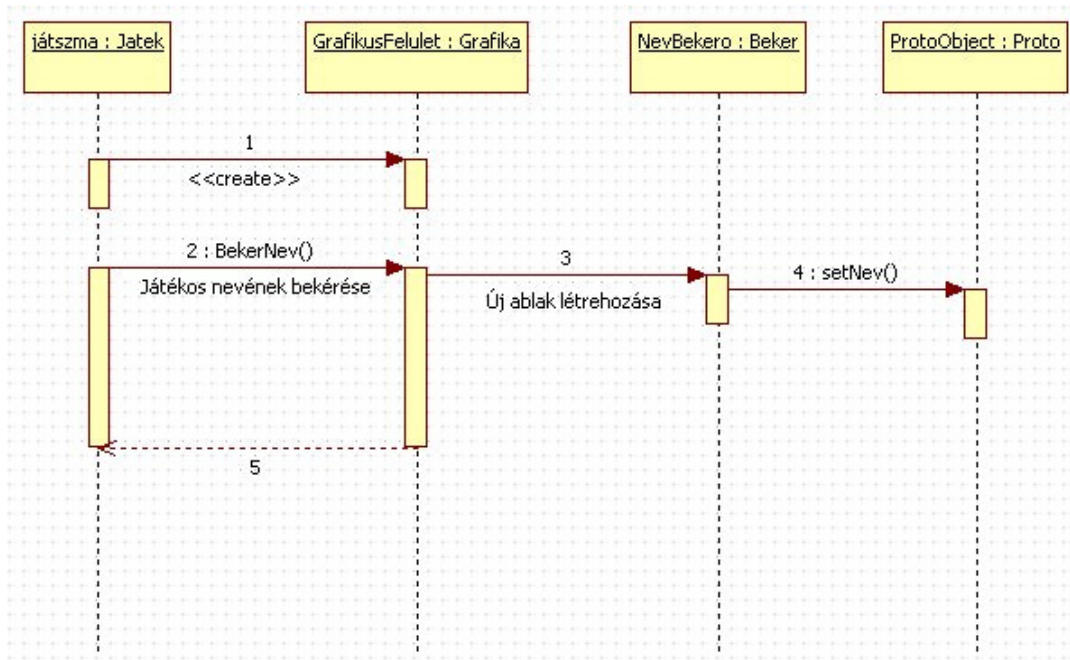 játszma : Jatek
GrafikusFelulet : Grafika
NevBekero : Beker
ProtoObject : Proto
1
<<create>>
2 : BekerNev()
Játékos nevének bekérése
3
Új ablak létrehozása
4 : setNev()
5